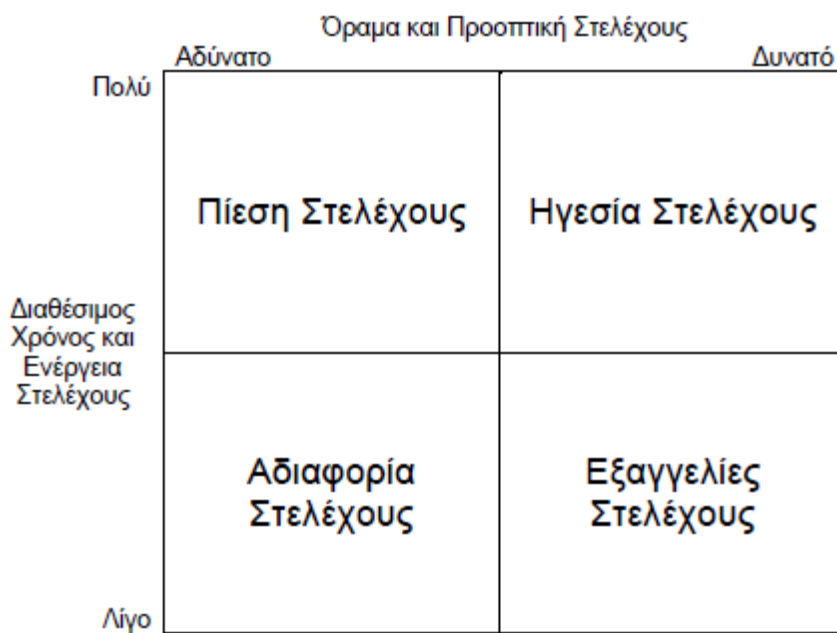 Όραμα και Προοπτική Στελέχους
Αδύνατο Δυνατό
Πολύ
Πίεση Στελέχους Ηγεσία Στελέχους
Διαθέσιμος
Χρόνος και
Ενέργεια
Στελέχους
Αδιαφορία
Στελέχους
Εξαγγελίες
Στελέχους
Λίγο